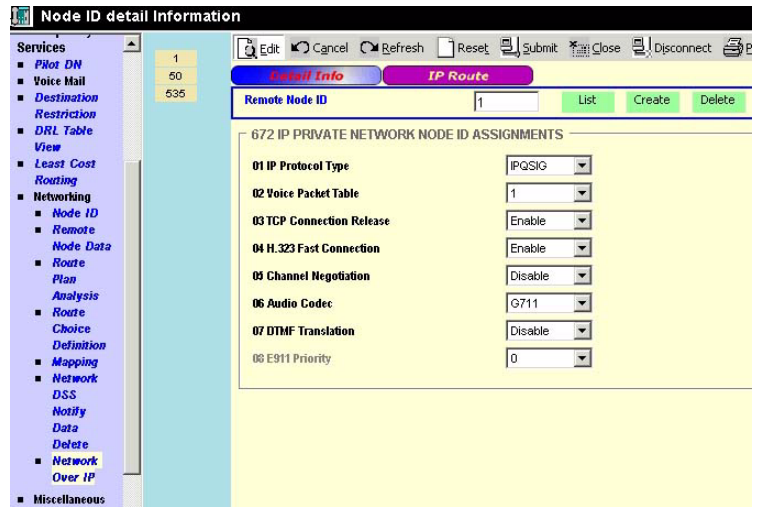 Node ID detail Information
Services
Pilot DN
Voice Mail
Destination
Restriction
DRL Table
View
Least Cost
Routing
Networking
Node ID
Remote
Node Data
Route
Plan
Analysis
Route
Choice
Definition
Mapping
Network
DSS
Notify
Data
Delete
Network
Over IP
Miscellaneous
1
50
535
Edit Cancel Refresh Reset Submit Close Disconnect P
Detail Info IP Route
Remote Node ID 1 List Create Delete
672 IP PRIVATE NETWORK NODE ID ASSIGNMENTS
01 IP Protocol Type IPQSIG
02 Voice Packet Table 1
03 TCP Connection Release Enable
04 H.323 Fast Connection Enable
05 Channel Negotiation Disable
06 Audio Codec G711
07 DTMF Translation Disable
08 E911 Priority 0